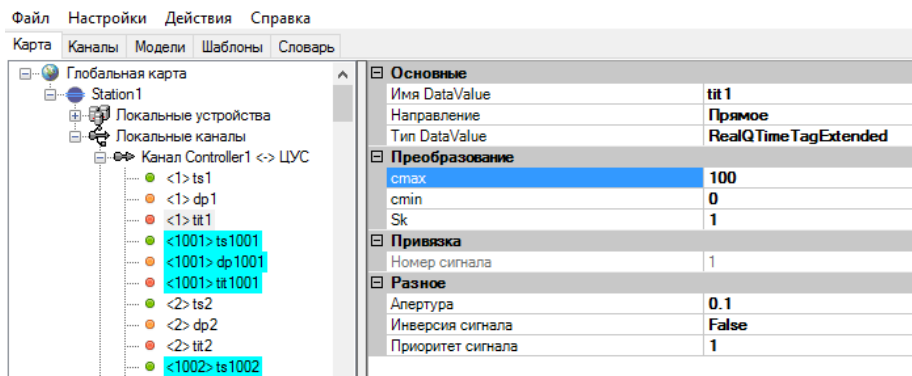 Файл Настройки Действия Справка
Карта Каналы Модели Шаблоны Словарь
Глобальная карта
Station1
Локальные устройства
Локальные каналы
Канал Controller1 <-> ЦУС
<1> ts1
<1> dp1
<1> tit1
<1001> ts1001
<1001> dp1001
<1001> tit1001
<2> ts2
<2> dp2
<2> tit2
<1002> ts1002
Основные
Имя DataValue tit1
Направление Прямое
Тип DataValue RealQTimeTagExtended
Преобразование
cmax 100
cmin 0
Sk 1
Привязка
Номер сигнала 1
Разное
Апертура 0.1
Инверсия сигнала False
Приоритет сигнала 1